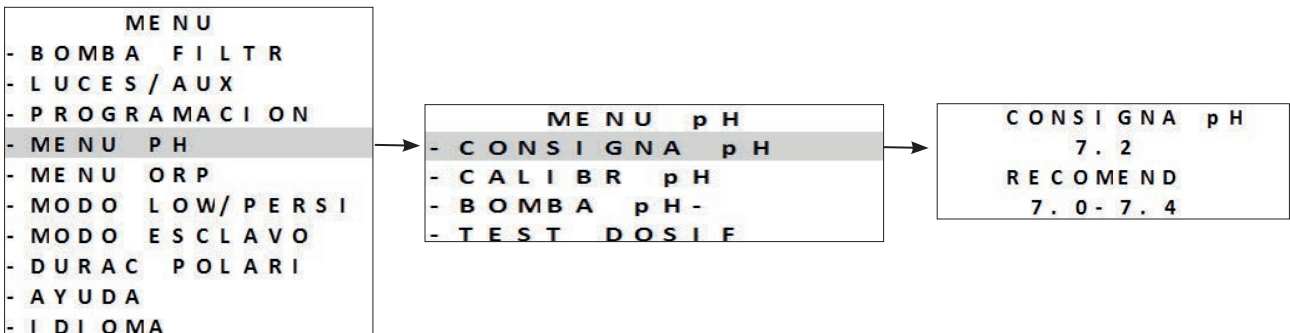 MENU
- BOMBA FILTR
- LUCES/AUX
- PROGRAMACION
- MENU PH
- MENU ORP
- MODO LOW/PERSI
- MODO ESCLAVO
- DURAC POLARI
- AYUDA
- IDIOMA
MENU pH
- CONSIGNA pH
- CALIBR pH
- BOMBA pH-
- TEST DOSIF
CONSIGNA pH
7.2
RECOMEND
7.0-7.4